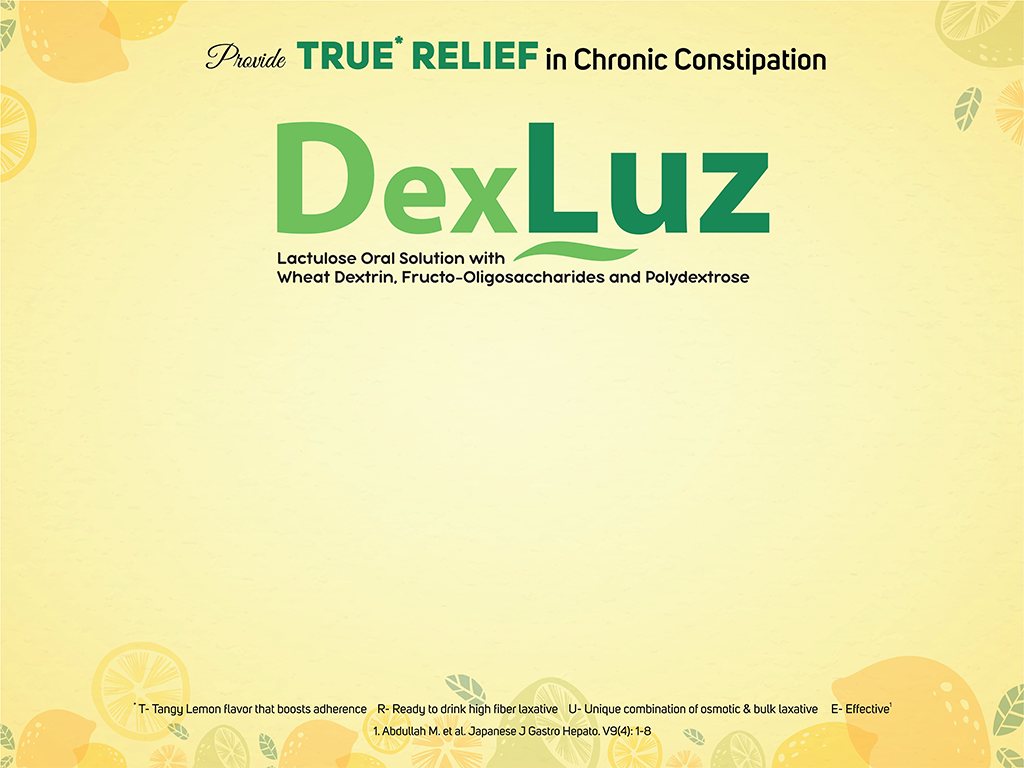 Provide TRUE* RELIEF in Chronic Constipation
DexLuz
Lactulose Oral Solution with
Wheat Dextrin, Fructo-Oligosaccharides and Polydextrose
*T- Tangy Lemon flavor that boosts adherence R- Ready to drink high fiber laxative U- Unique combination of osmotic & bulk laxative E- Effective¹
1. Abdullah M. et al. Japanese J Gastro Hepato. V9(4): 1-8